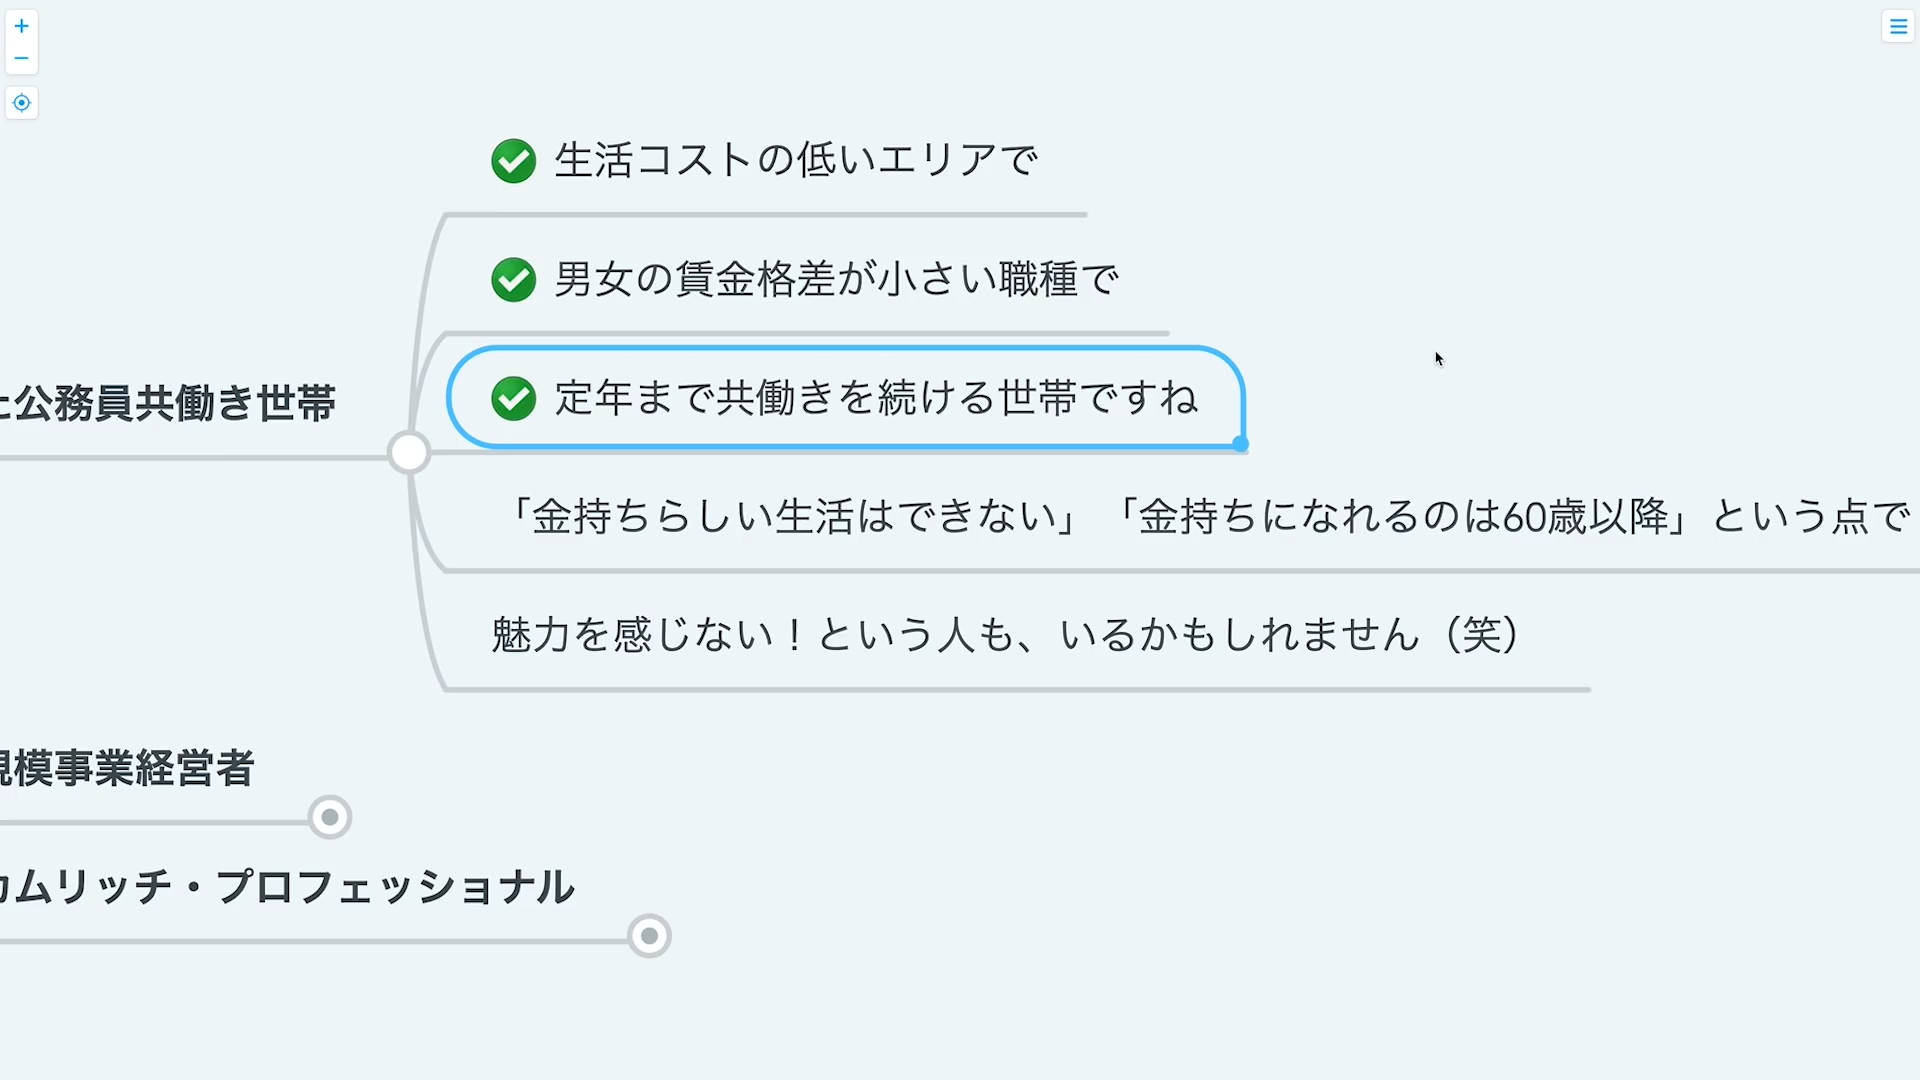 生活コストの低いエリアで
男女の賃金格差が小さい職種で
公務員共働き世帯
定年まで共働きを続ける世帯ですね
「金持ちらしい生活はできない」「金持ちになれるのは60歳以降」という点で
魅力を感じない！という人も、いるかもしれません（笑）
模事業経営者
ムリッチ・プロフェッショナル